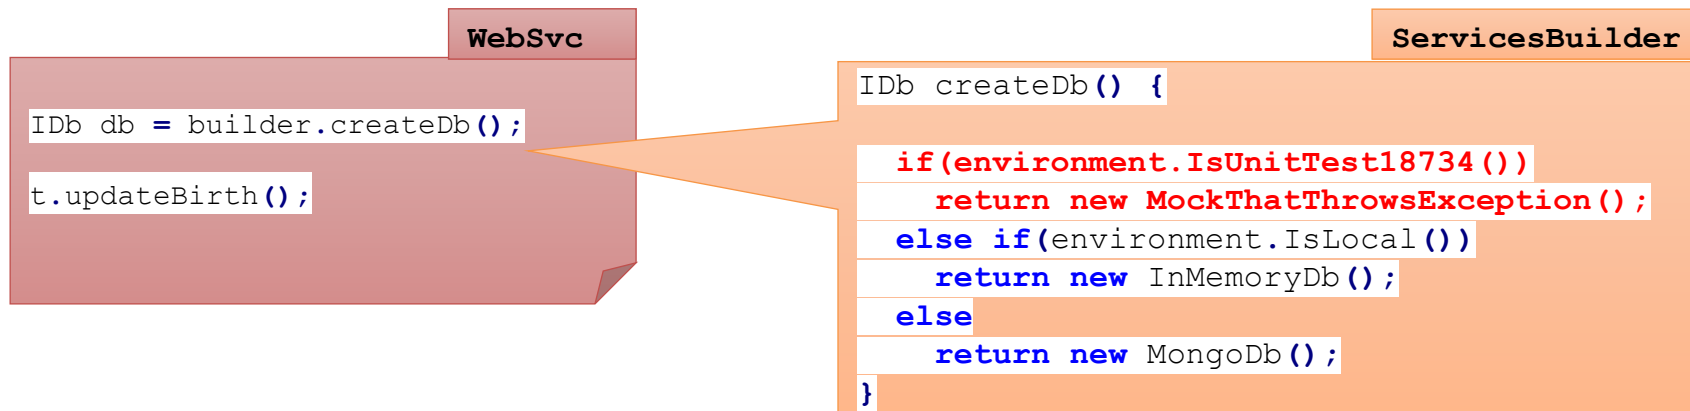 WebSvc
IDb db = builder.createDb();
t.updateBirth();
ServicesBuilder
IDb createDb() {
if(environment.IsUnitTest18734())
return new MockThatThrowsException();
else if(environment.IsLocal())
return new InMemoryDb();
else
return new MongoDb();
}